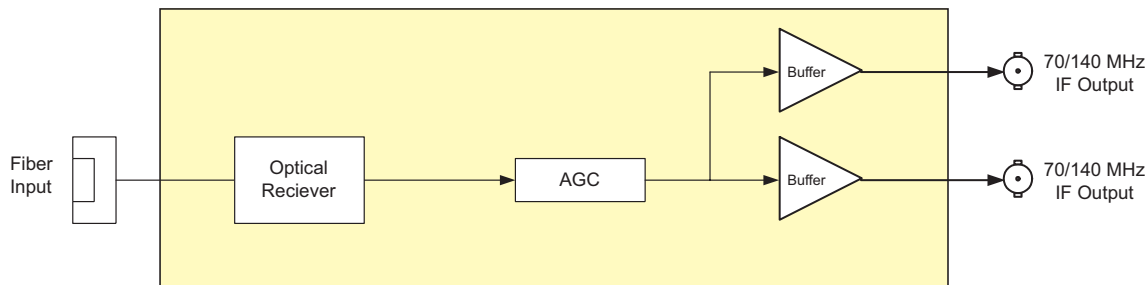 Fiber
Input
Optical
Reciever
AGC
Buffer
70/140 MHz
IF Output
Buffer
70/140 MHz
IF Output